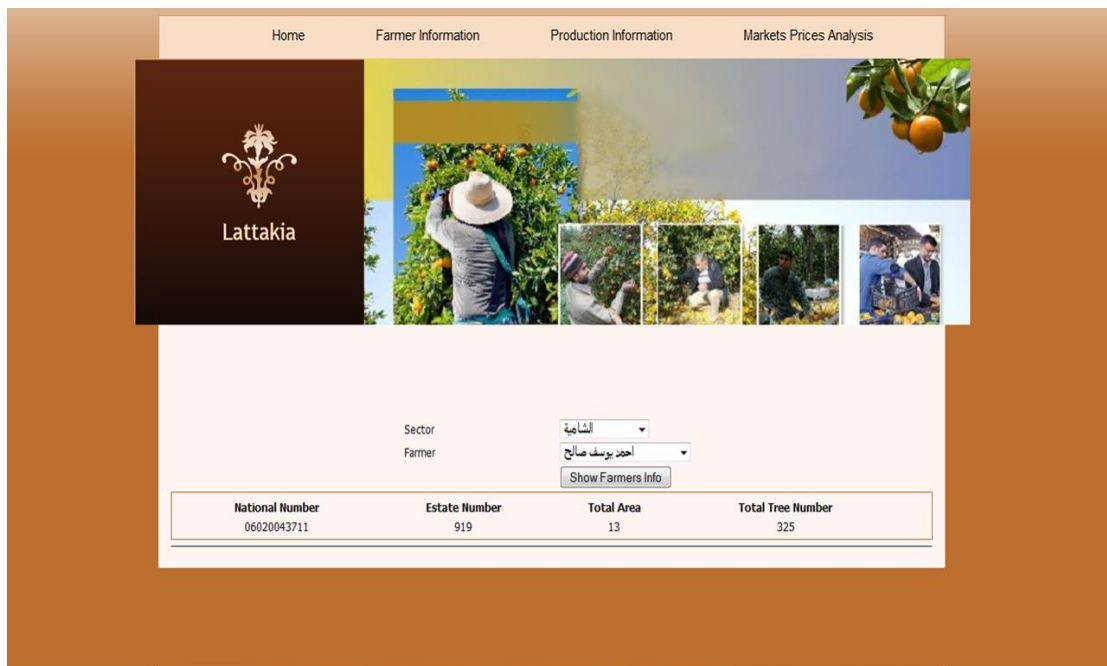 Home Farmer Information Production Information Markets Prices Analysis
Lattakia
Sector الشامية
Farmer احمد يوسف صالح
Show Farmers Info
National Number Estate Number Total Area Total Tree Number
06020043711 919 13 325